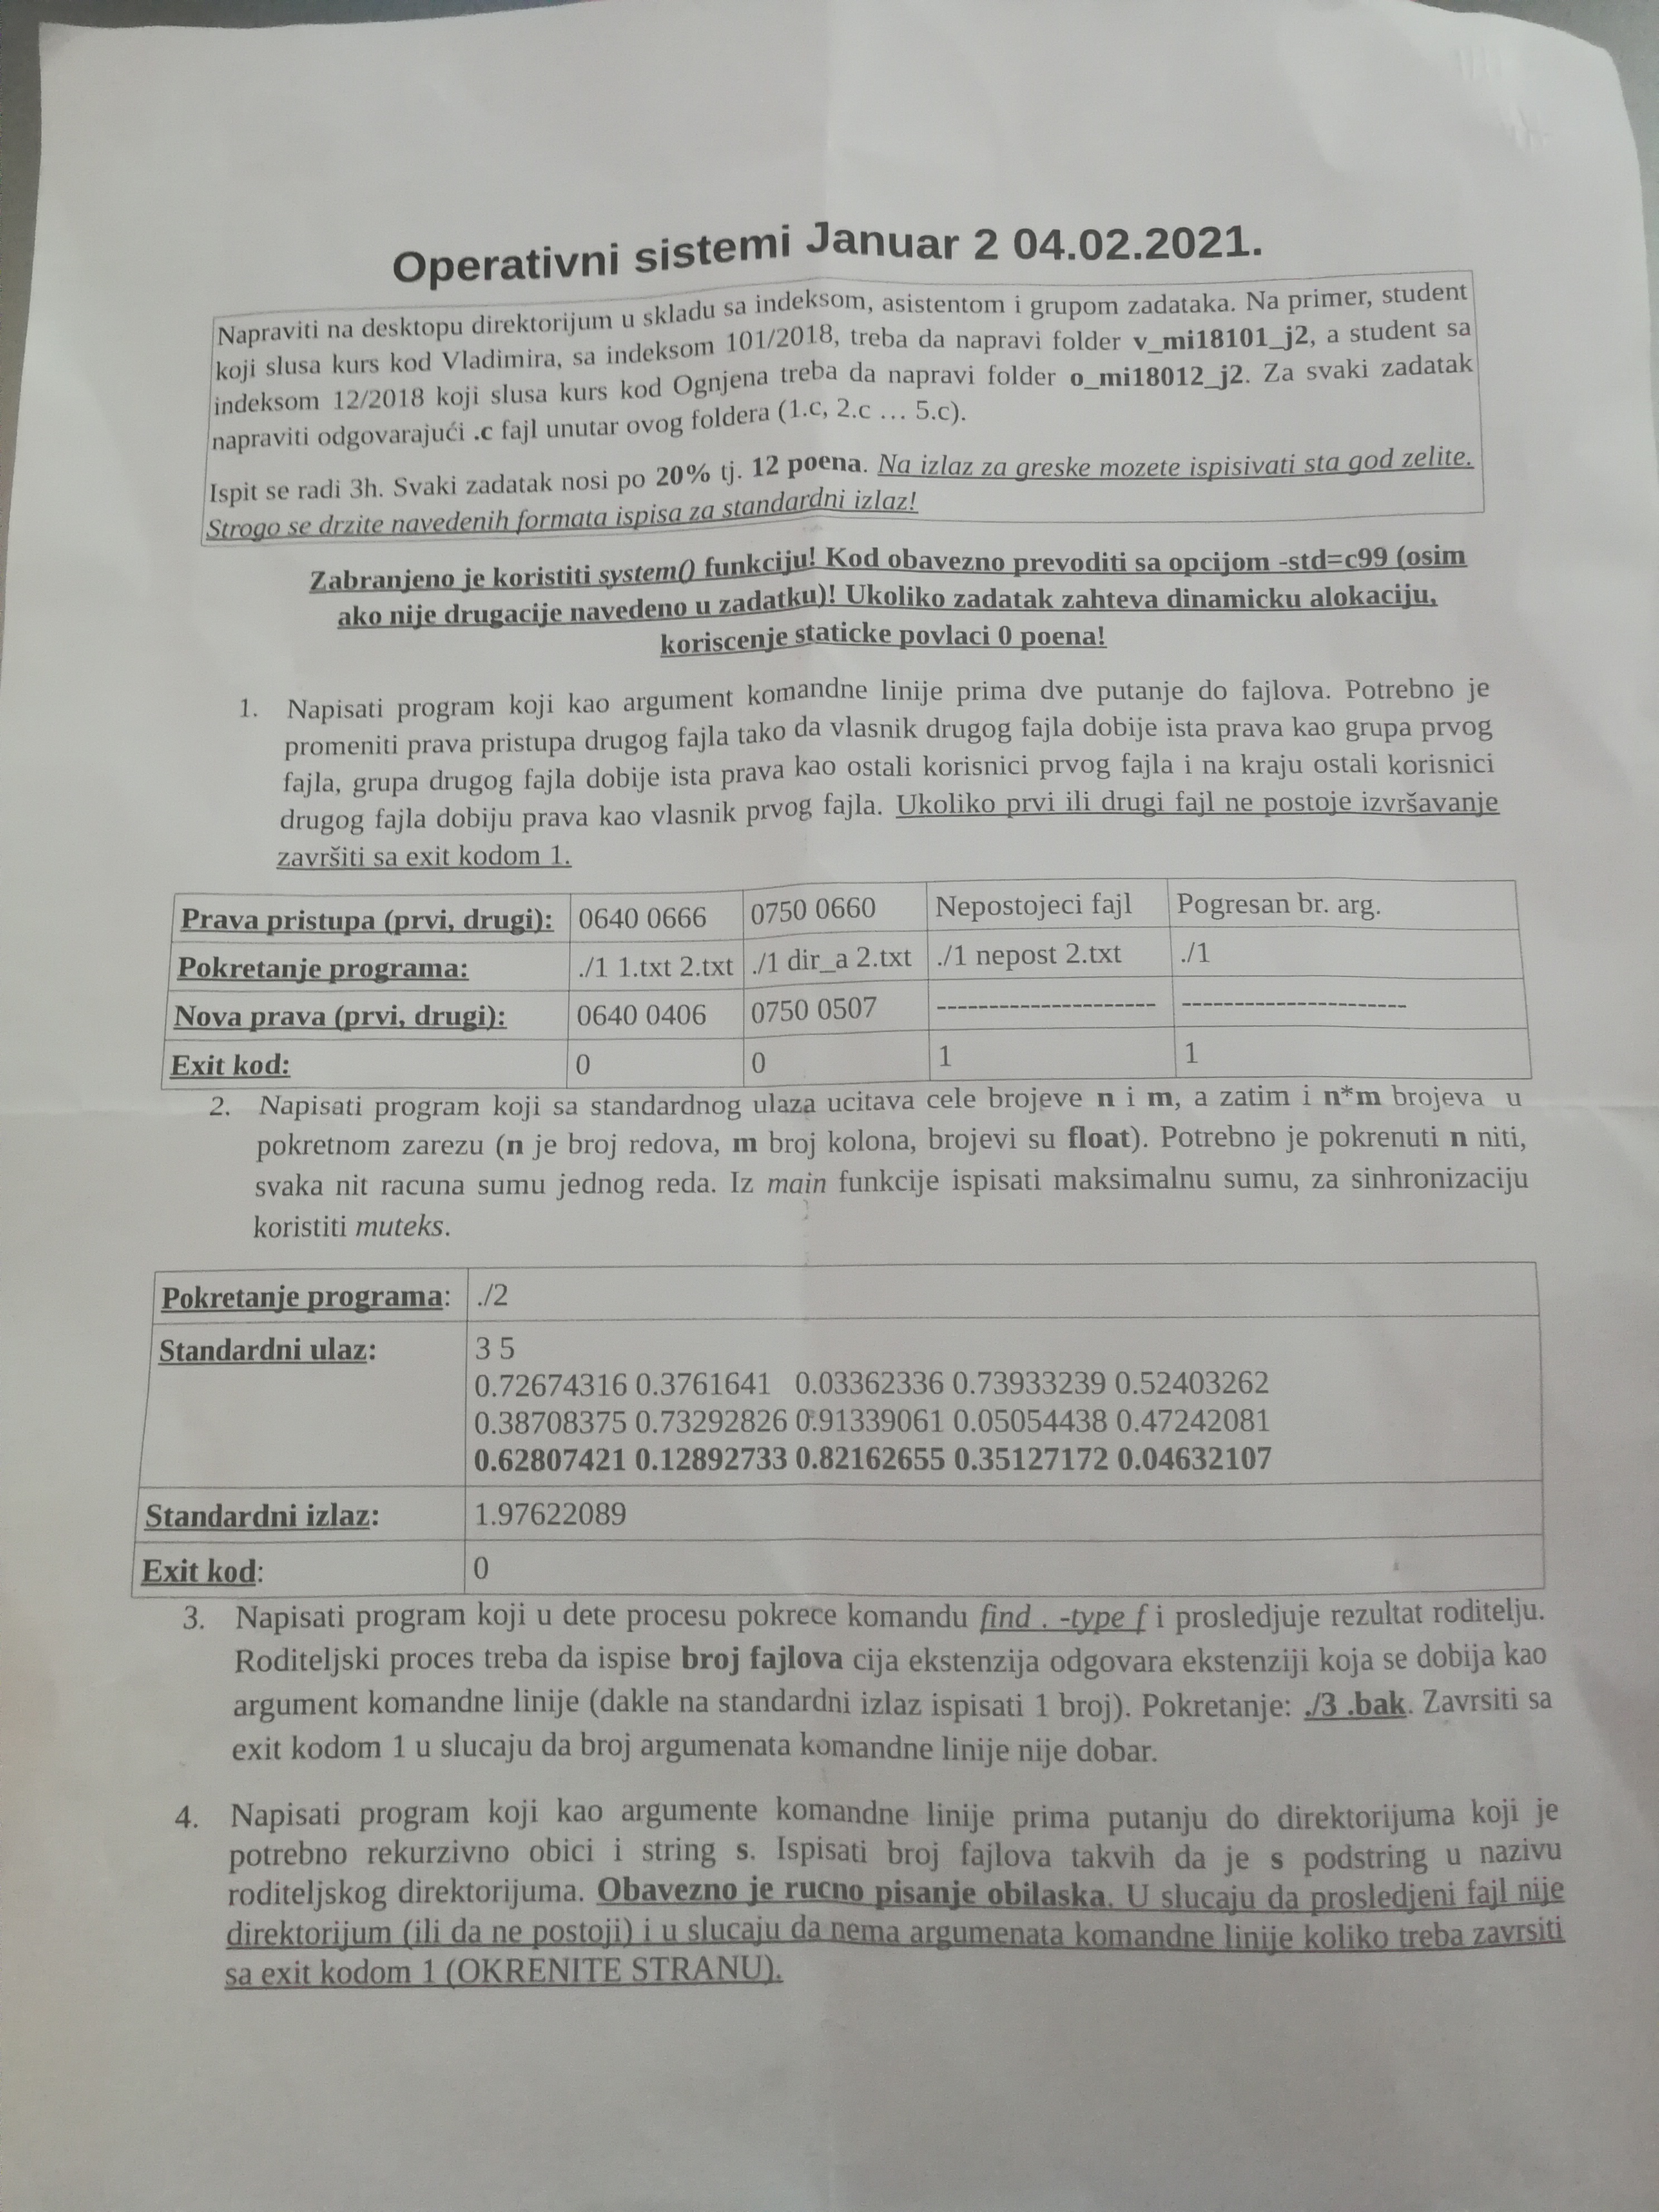 Operativni sistemi Januar 2 04.02.2021.
Napraviti na desktopu direktorijum u skladu sa indeksom, asistentom i grupom zadataka. Na primer, student
koji slusa kurs kod Vladimira, sa indeksom 101/2018, treba da napravi folder v_mi18101_j2, a student sa
indeksom 12/2018 koji slusa kurs kod Ognjena treba da napravi folder o_mi18012_j2. Za svaki zadatak
napraviti odgovarajući .c fajl unutar ovog foldera (1.c, 2.c ... 5.c).
Ispit se radi 3h. Svaki zadatak nosi po 20% tj. 12 poena. Na izlaz za greske mozete ispisivati sta god zelite.
Strogo se drzite navedenih formata ispisa za standardni izlaz!
Zabranjeno je koristiti system() funkciju! Kod obavezno prevoditi sa opcijom -std=c99 (osim
ako nije drugacije navedeno u zadatku)! Ukoliko zadatak zahteva dinamicku alokaciju,
koriscenje staticke povlaci 0 poena!
1. Napisati program koji kao argument komandne linije prima dve putanje do fajlova. Potrebno je
promeniti prava pristupa drugog fajla tako da vlasnik drugog fajla dobije ista prava kao grupa prvog
fajla, grupa drugog fajla dobije ista prava kao ostali korisnici prvog fajla i na kraju ostali korisnici
drugog fajla dobiju prava kao vlasnik prvog fajla. Ukoliko prvi ili drugi fajl ne postoje izvršavanje
završiti sa exit kodom 1.
Prava pristupa (prvi, drugi): 0640 0666 0750 0660 Nepostojeci fajl Pogresan br. arg.
Pokretanje programa: ./1 1.txt 2.txt ./1 dir_a 2.txt ./1 nepost 2.txt ./1
Nova prava (prvi, drugi): 0640 0406 0750 0507 --------------------- ----------------------
Exit kod: 0 0 1 1
2. Napisati program koji sa standardnog ulaza ucitava cele brojeve n i m, a zatim i n*m brojeva u
pokretnom zarezu (n je broj redova, m broj kolona, brojevi su float). Potrebno je pokrenuti n niti,
svaka nit racuna sumu jednog reda. Iz main funkcije ispisati maksimalnu sumu, za sinhronizaciju
koristiti muteks.
Pokretanje programa: ./2
Standardni ulaz: 3 5
0.72674316 0.3761641 0.03362336 0.73933239 0.52403262
0.38708375 0.73292826 0.91339061 0.05054438 0.47242081
0.62807421 0.12892733 0.82162655 0.35127172 0.04632107
Standardni izlaz: 1.97622089
Exit kod: 0
3. Napisati program koji u dete procesu pokrece komandu find . -type f i prosledjuje rezultat roditelju.
Roditeljski proces treba da ispise broj fajlova cija ekstenzija odgovara ekstenziji koja se dobija kao
argument komandne linije (dakle na standardni izlaz ispisati 1 broj). Pokretanje: ./3 .bak. Zavrsiti sa
exit kodom 1 u slucaju da broj argumenata komandne linije nije dobar.
4. Napisati program koji kao argumente komandne linije prima putanju do direktorijuma koji je
potrebno rekurzivno obici i string s. Ispisati broj fajlova takvih da je s podstring u nazivu
roditeljskog direktorijuma. Obavezno je rucno pisanje obilaska. U slucaju da prosledjeni fajl nije
direktorijum (ili da ne postoji) i u slucaju da nema argumenata komandne linije koliko treba zavrsiti
sa exit kodom 1 (OKRENITE STRANU).